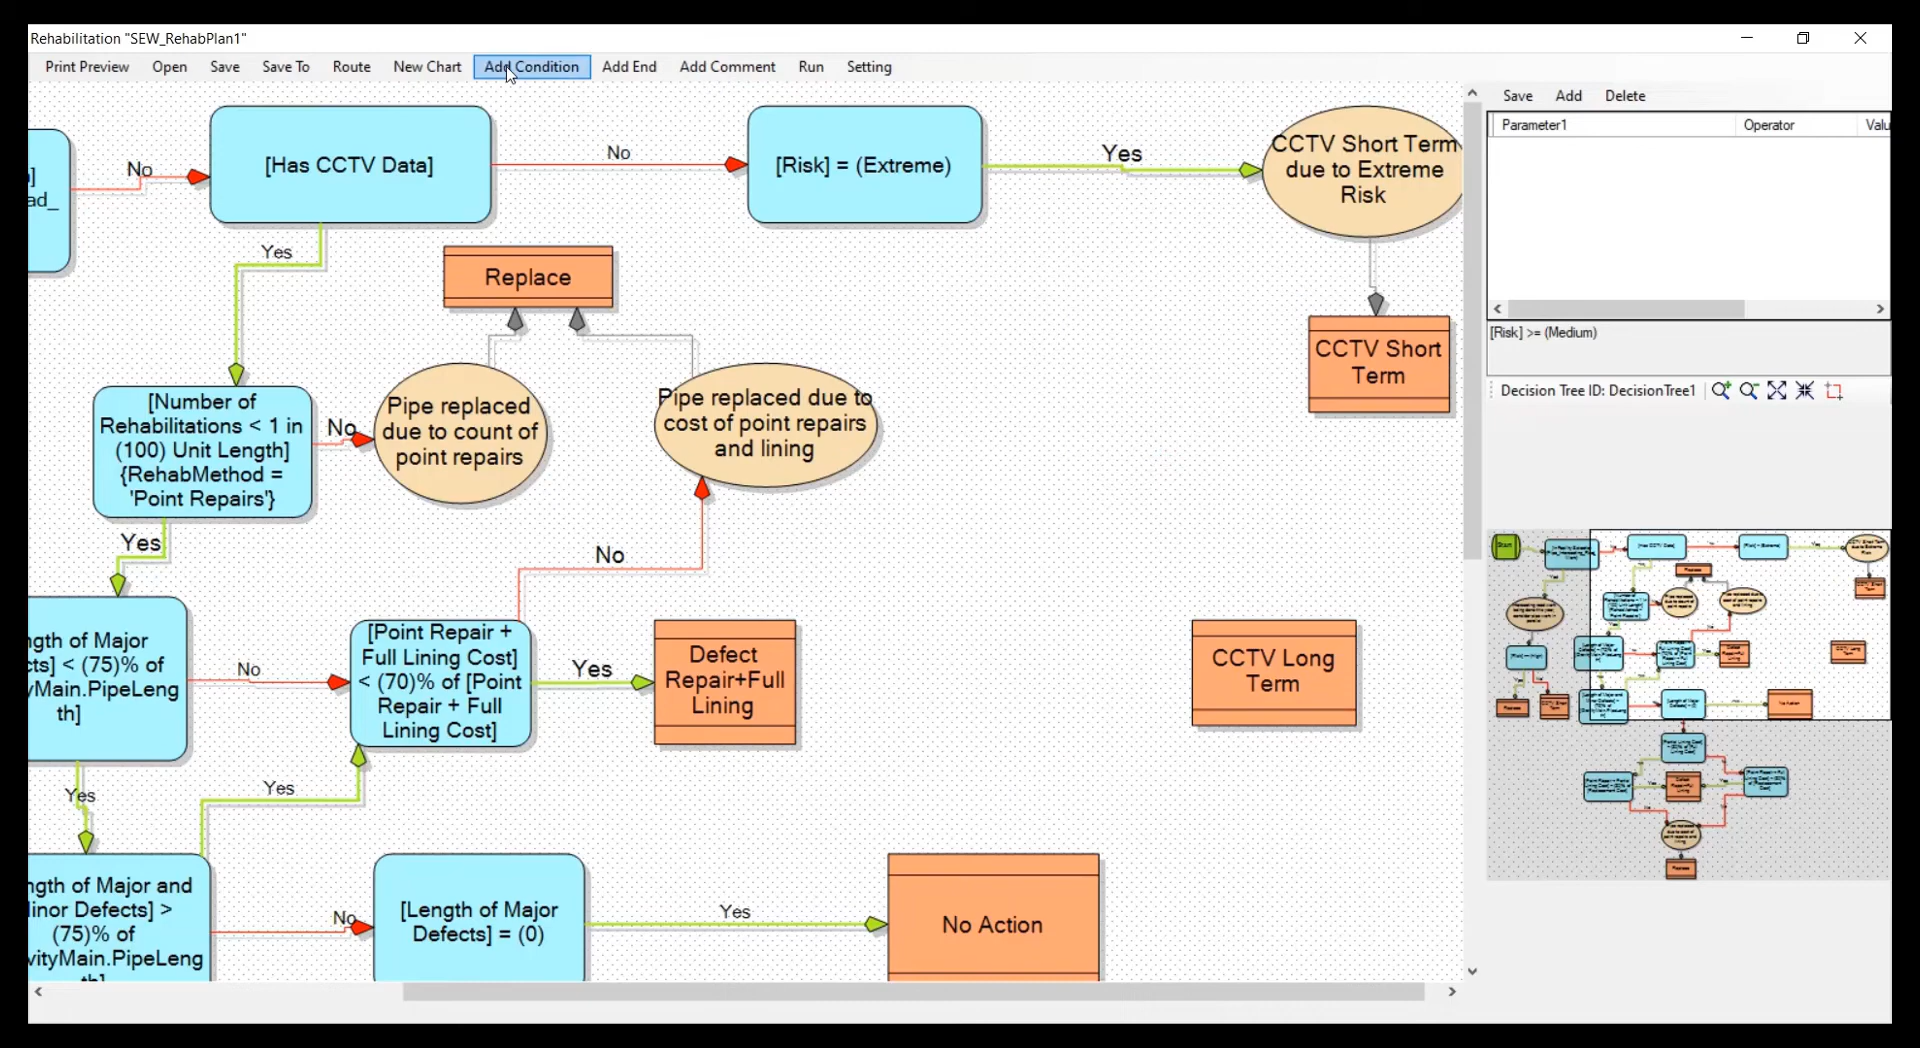 Rehabilitation "SEW_RehabPlan1"
Print Preview Open Save Save To Route New Chart Add Condition Add End Add Comment Run Setting
Save Add Delete
Parameter1 Operator Valu
[Risk] >= (Medium)
Decision Tree ID: DecisionTree1
]
ad_
No
[Has CCTV Data]
No
[Risk] = (Extreme)
Yes
CCTV Short Term
due to Extreme
Risk
Yes
Replace
CCTV Short
Term
[Number of
Rehabilitations < 1 in
(100) Unit Length]
{RehabMethod =
'Point Repairs'}
No
Pipe replaced
due to count of
point repairs
Pipe replaced due to
cost of point repairs
and lining
Yes
No
ngth of Major
cts] < (75)% of
yMain.PipeLeng
th]
No
[Point Repair +
Full Lining Cost]
< (70)% of [Point
Repair + Full
Lining Cost]
Yes
Defect
Repair+Full
Lining
CCTV Long
Term
Yes
Yes
ngth of Major and
linor Defects] >
(75)% of
vityMain.PipeLeng
th]
No
[Length of Major
Defects] = (0)
Yes
No Action
Start